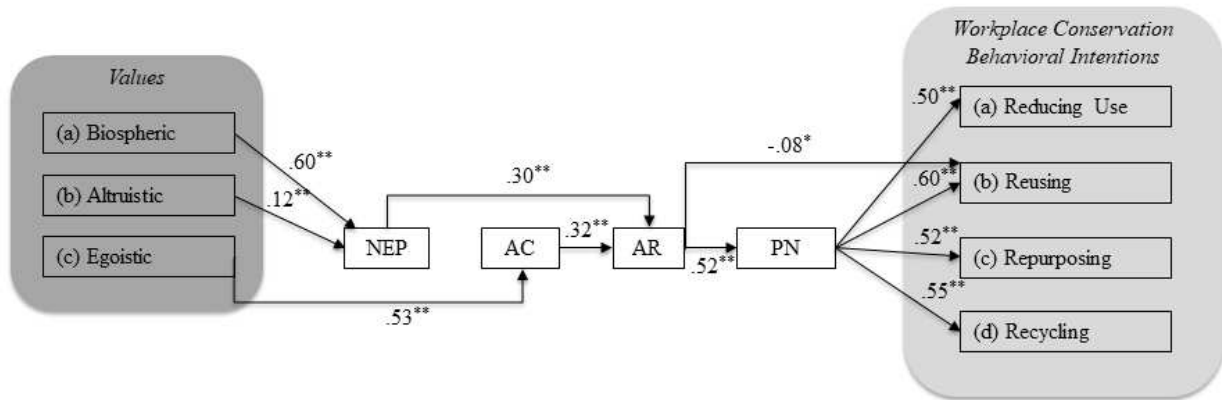 Values
(a) Biospheric
(b) Altruistic
(c) Egoistic
.60**
.12**
NEP
.53**
.30**
AC
.32**
AR
.52**
PN
-.08*
Workplace Conservation
Behavioral Intentions
.50**
(a) Reducing Use
.60**
(b) Reusing
.52**
(c) Repurposing
.55**
(d) Recycling